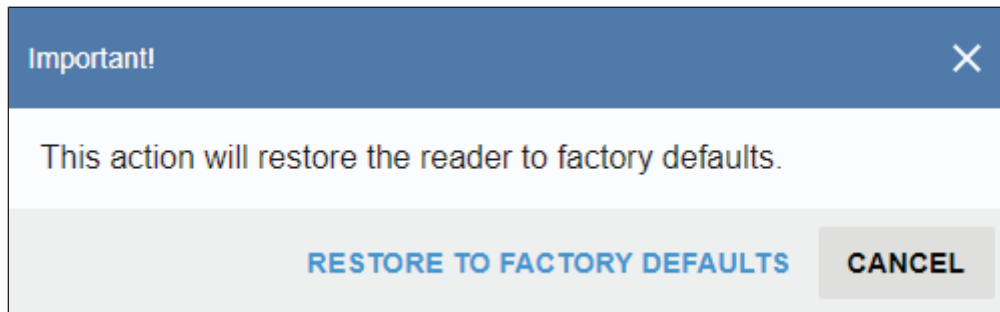 Important!
This action will restore the reader to factory defaults.
RESTORE TO FACTORY DEFAULTS CANCEL